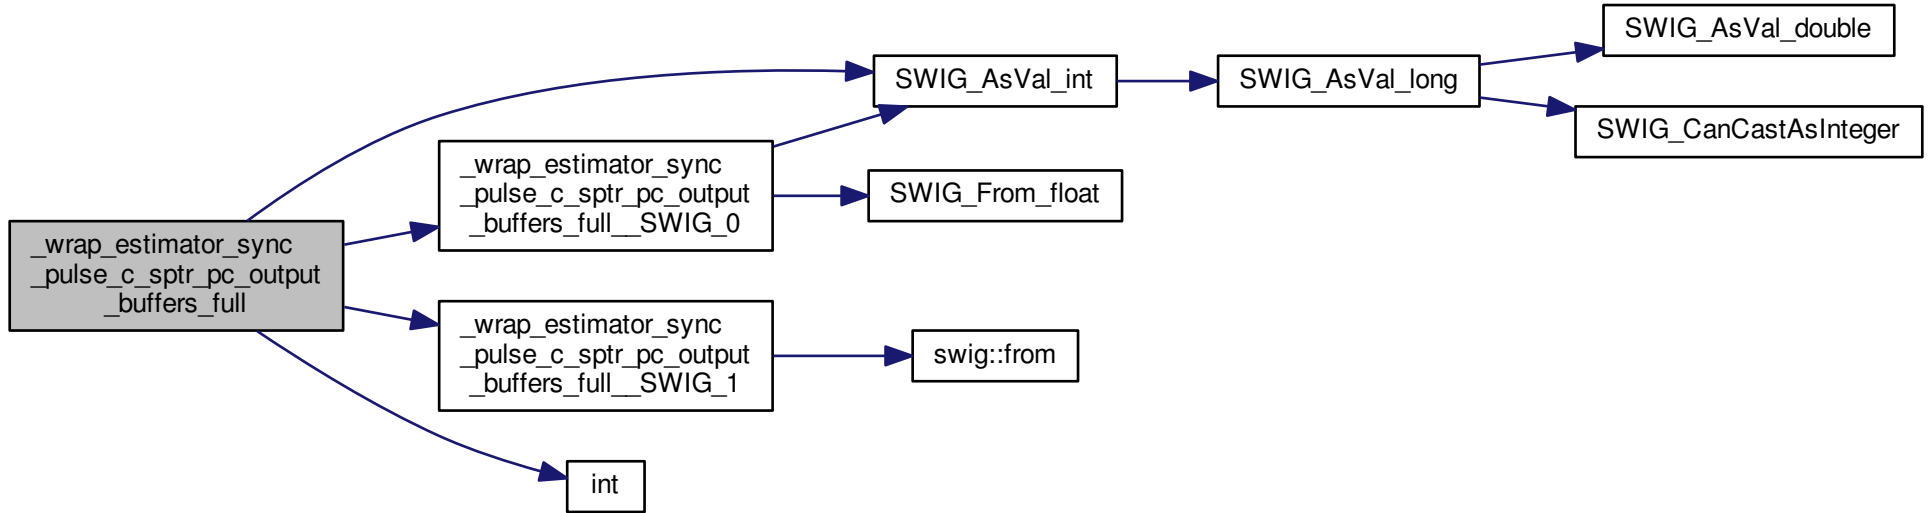 _wrap_estimator_sync
_pulse_c_sptr_pc_output
_buffers_full
_wrap_estimator_sync
_pulse_c_sptr_pc_output
_buffers_full__SWIG_0
_wrap_estimator_sync
_pulse_c_sptr_pc_output
_buffers_full__SWIG_1
int
SWIG_AsVal_int
SWIG_From_float
swig::from
SWIG_AsVal_long
SWIG_AsVal_double
SWIG_CanCastAsInteger